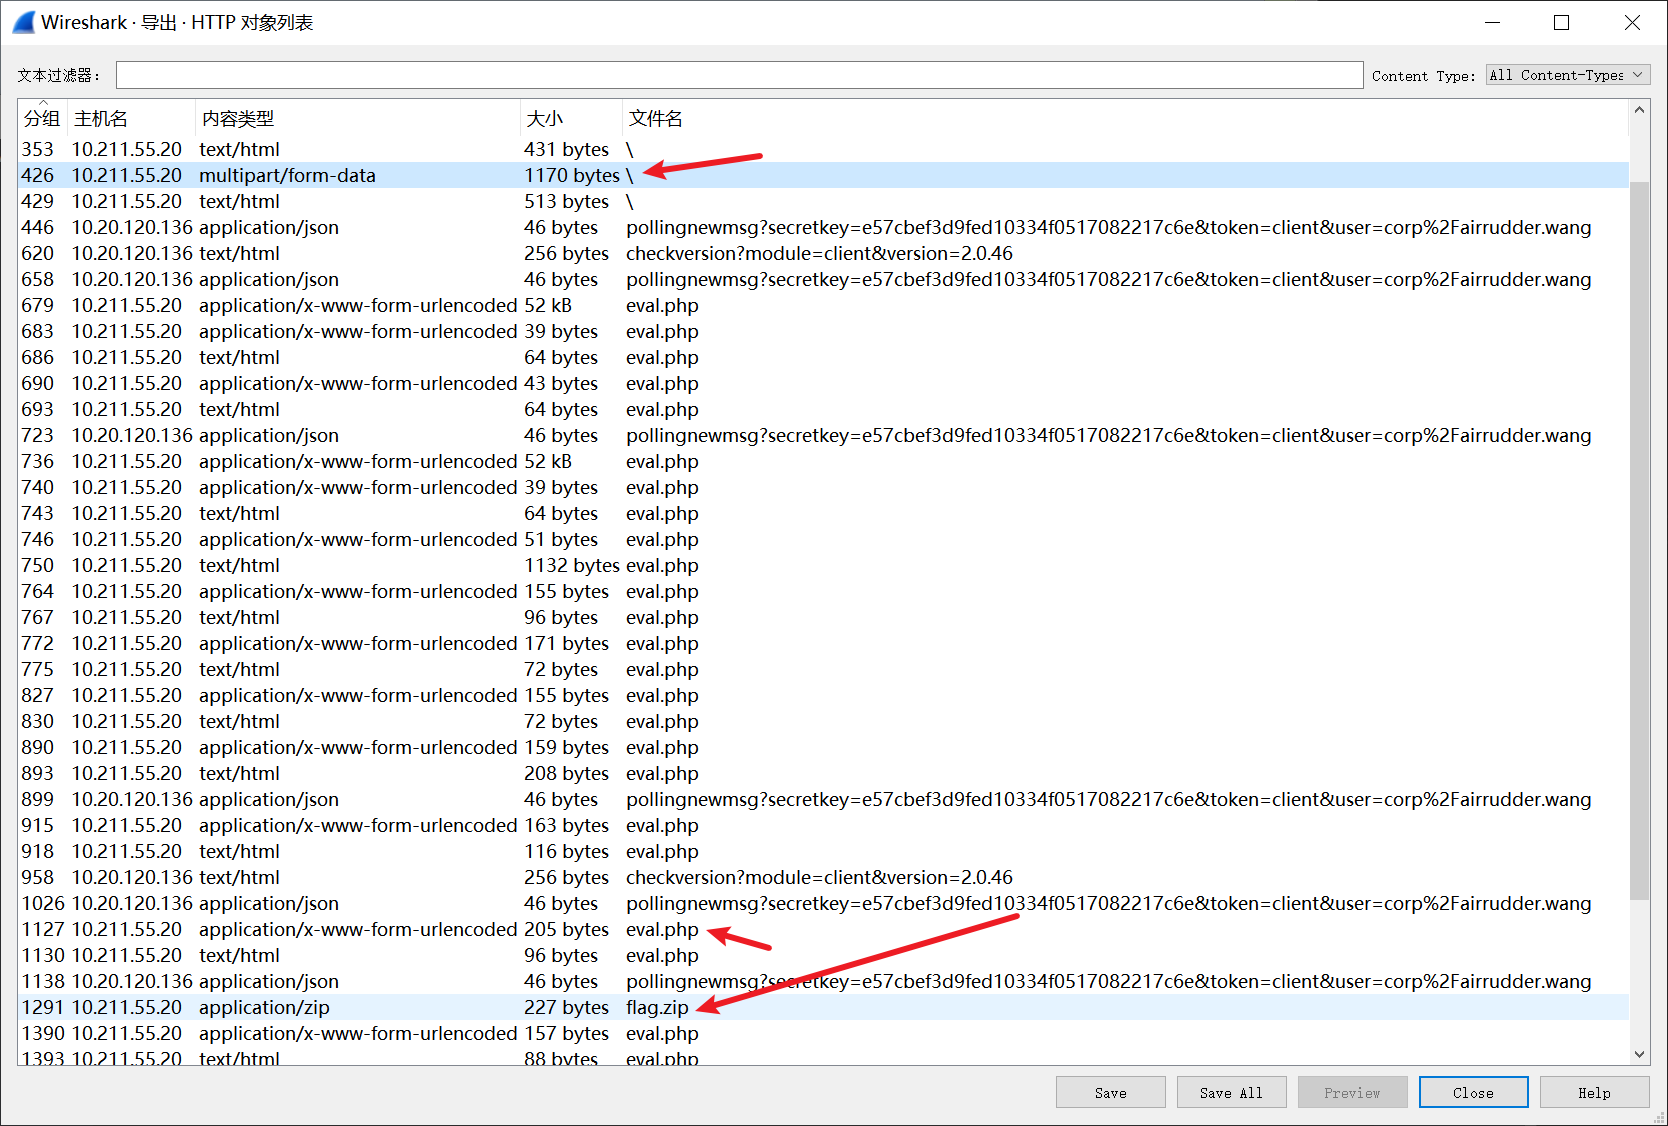 Wireshark · 导出 · HTTP 对象列表
文本过滤器： Content Type: All Content-Types
分组 主机名 内容类型 大小 文件名
353 10.211.55.20 text/html 431 bytes \
426 10.211.55.20 multipart/form-data 1170 bytes \
429 10.211.55.20 text/html 513 bytes \
446 10.20.120.136 application/json 46 bytes pollingnewmsg?secretkey=e57cbef3d9fed10334f0517082217c6e&token=client&user=corp%2Fairrudder.wang
620 10.20.120.136 text/html 256 bytes checkversion?module=client&version=2.0.46
658 10.20.120.136 application/json 46 bytes pollingnewmsg?secretkey=e57cbef3d9fed10334f0517082217c6e&token=client&user=corp%2Fairrudder.wang
679 10.211.55.20 application/x-www-form-urlencoded 52 kB eval.php
683 10.211.55.20 application/x-www-form-urlencoded 39 bytes eval.php
686 10.211.55.20 text/html 64 bytes eval.php
690 10.211.55.20 application/x-www-form-urlencoded 43 bytes eval.php
693 10.211.55.20 text/html 64 bytes eval.php
723 10.20.120.136 application/json 46 bytes pollingnewmsg?secretkey=e57cbef3d9fed10334f0517082217c6e&token=client&user=corp%2Fairrudder.wang
736 10.211.55.20 application/x-www-form-urlencoded 52 kB eval.php
740 10.211.55.20 application/x-www-form-urlencoded 39 bytes eval.php
743 10.211.55.20 text/html 64 bytes eval.php
746 10.211.55.20 application/x-www-form-urlencoded 51 bytes eval.php
750 10.211.55.20 text/html 1132 bytes eval.php
764 10.211.55.20 application/x-www-form-urlencoded 155 bytes eval.php
767 10.211.55.20 text/html 96 bytes eval.php
772 10.211.55.20 application/x-www-form-urlencoded 171 bytes eval.php
775 10.211.55.20 text/html 72 bytes eval.php
827 10.211.55.20 application/x-www-form-urlencoded 155 bytes eval.php
830 10.211.55.20 text/html 72 bytes eval.php
890 10.211.55.20 application/x-www-form-urlencoded 159 bytes eval.php
893 10.211.55.20 text/html 208 bytes eval.php
899 10.20.120.136 application/json 46 bytes pollingnewmsg?secretkey=e57cbef3d9fed10334f0517082217c6e&token=client&user=corp%2Fairrudder.wang
915 10.211.55.20 application/x-www-form-urlencoded 163 bytes eval.php
918 10.211.55.20 text/html 116 bytes eval.php
958 10.20.120.136 text/html 256 bytes checkversion?module=client&version=2.0.46
1026 10.20.120.136 application/json 46 bytes pollingnewmsg?secretkey=e57cbef3d9fed10334f0517082217c6e&token=client&user=corp%2Fairrudder.wang
1127 10.211.55.20 application/x-www-form-urlencoded 205 bytes eval.php
1130 10.211.55.20 text/html 96 bytes eval.php
1138 10.20.120.136 application/json 46 bytes pollingnewmsg?secretkey=e57cbef3d9fed10334f0517082217c6e&token=client&user=corp%2Fairrudder.wang
1291 10.211.55.20 application/zip 227 bytes flag.zip
1390 10.211.55.20 application/x-www-form-urlencoded 157 bytes eval.php
1393 10.211.55.20 text/html 88 bytes eval.php
Save Save All Preview Close Help